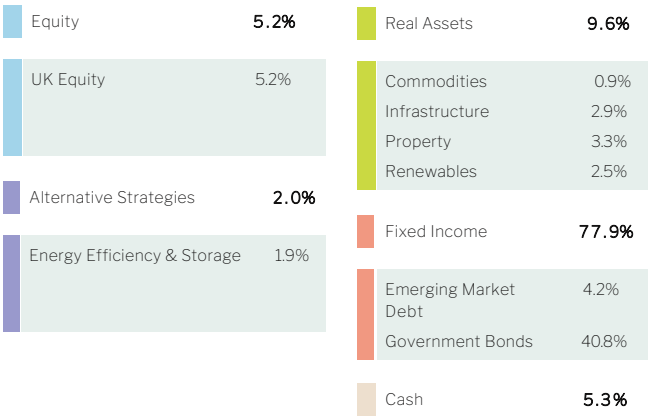 Equity 5.2%
UK Equity 5.2%
Alternative Strategies 2.0%
Energy Efficiency & Storage 1.9%
Real Assets 9.6%
Commodities 0.9%
Infrastructure 2.9%
Property 3.3%
Renewables 2.5%
Fixed Income 77.9%
Emerging Market 4.2%
Debt
Government Bonds 40.8%
Cash 5.3%